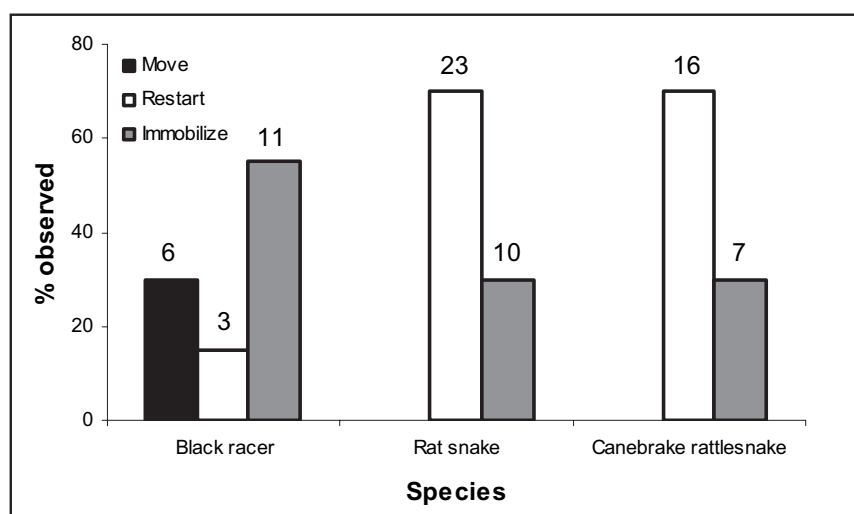 80
60
40
20
0
% observed
Move
Restart
Immobilize
6
3
11
23
10
16
7
Black racer
Rat snake
Canebrake rattlesnake
Species